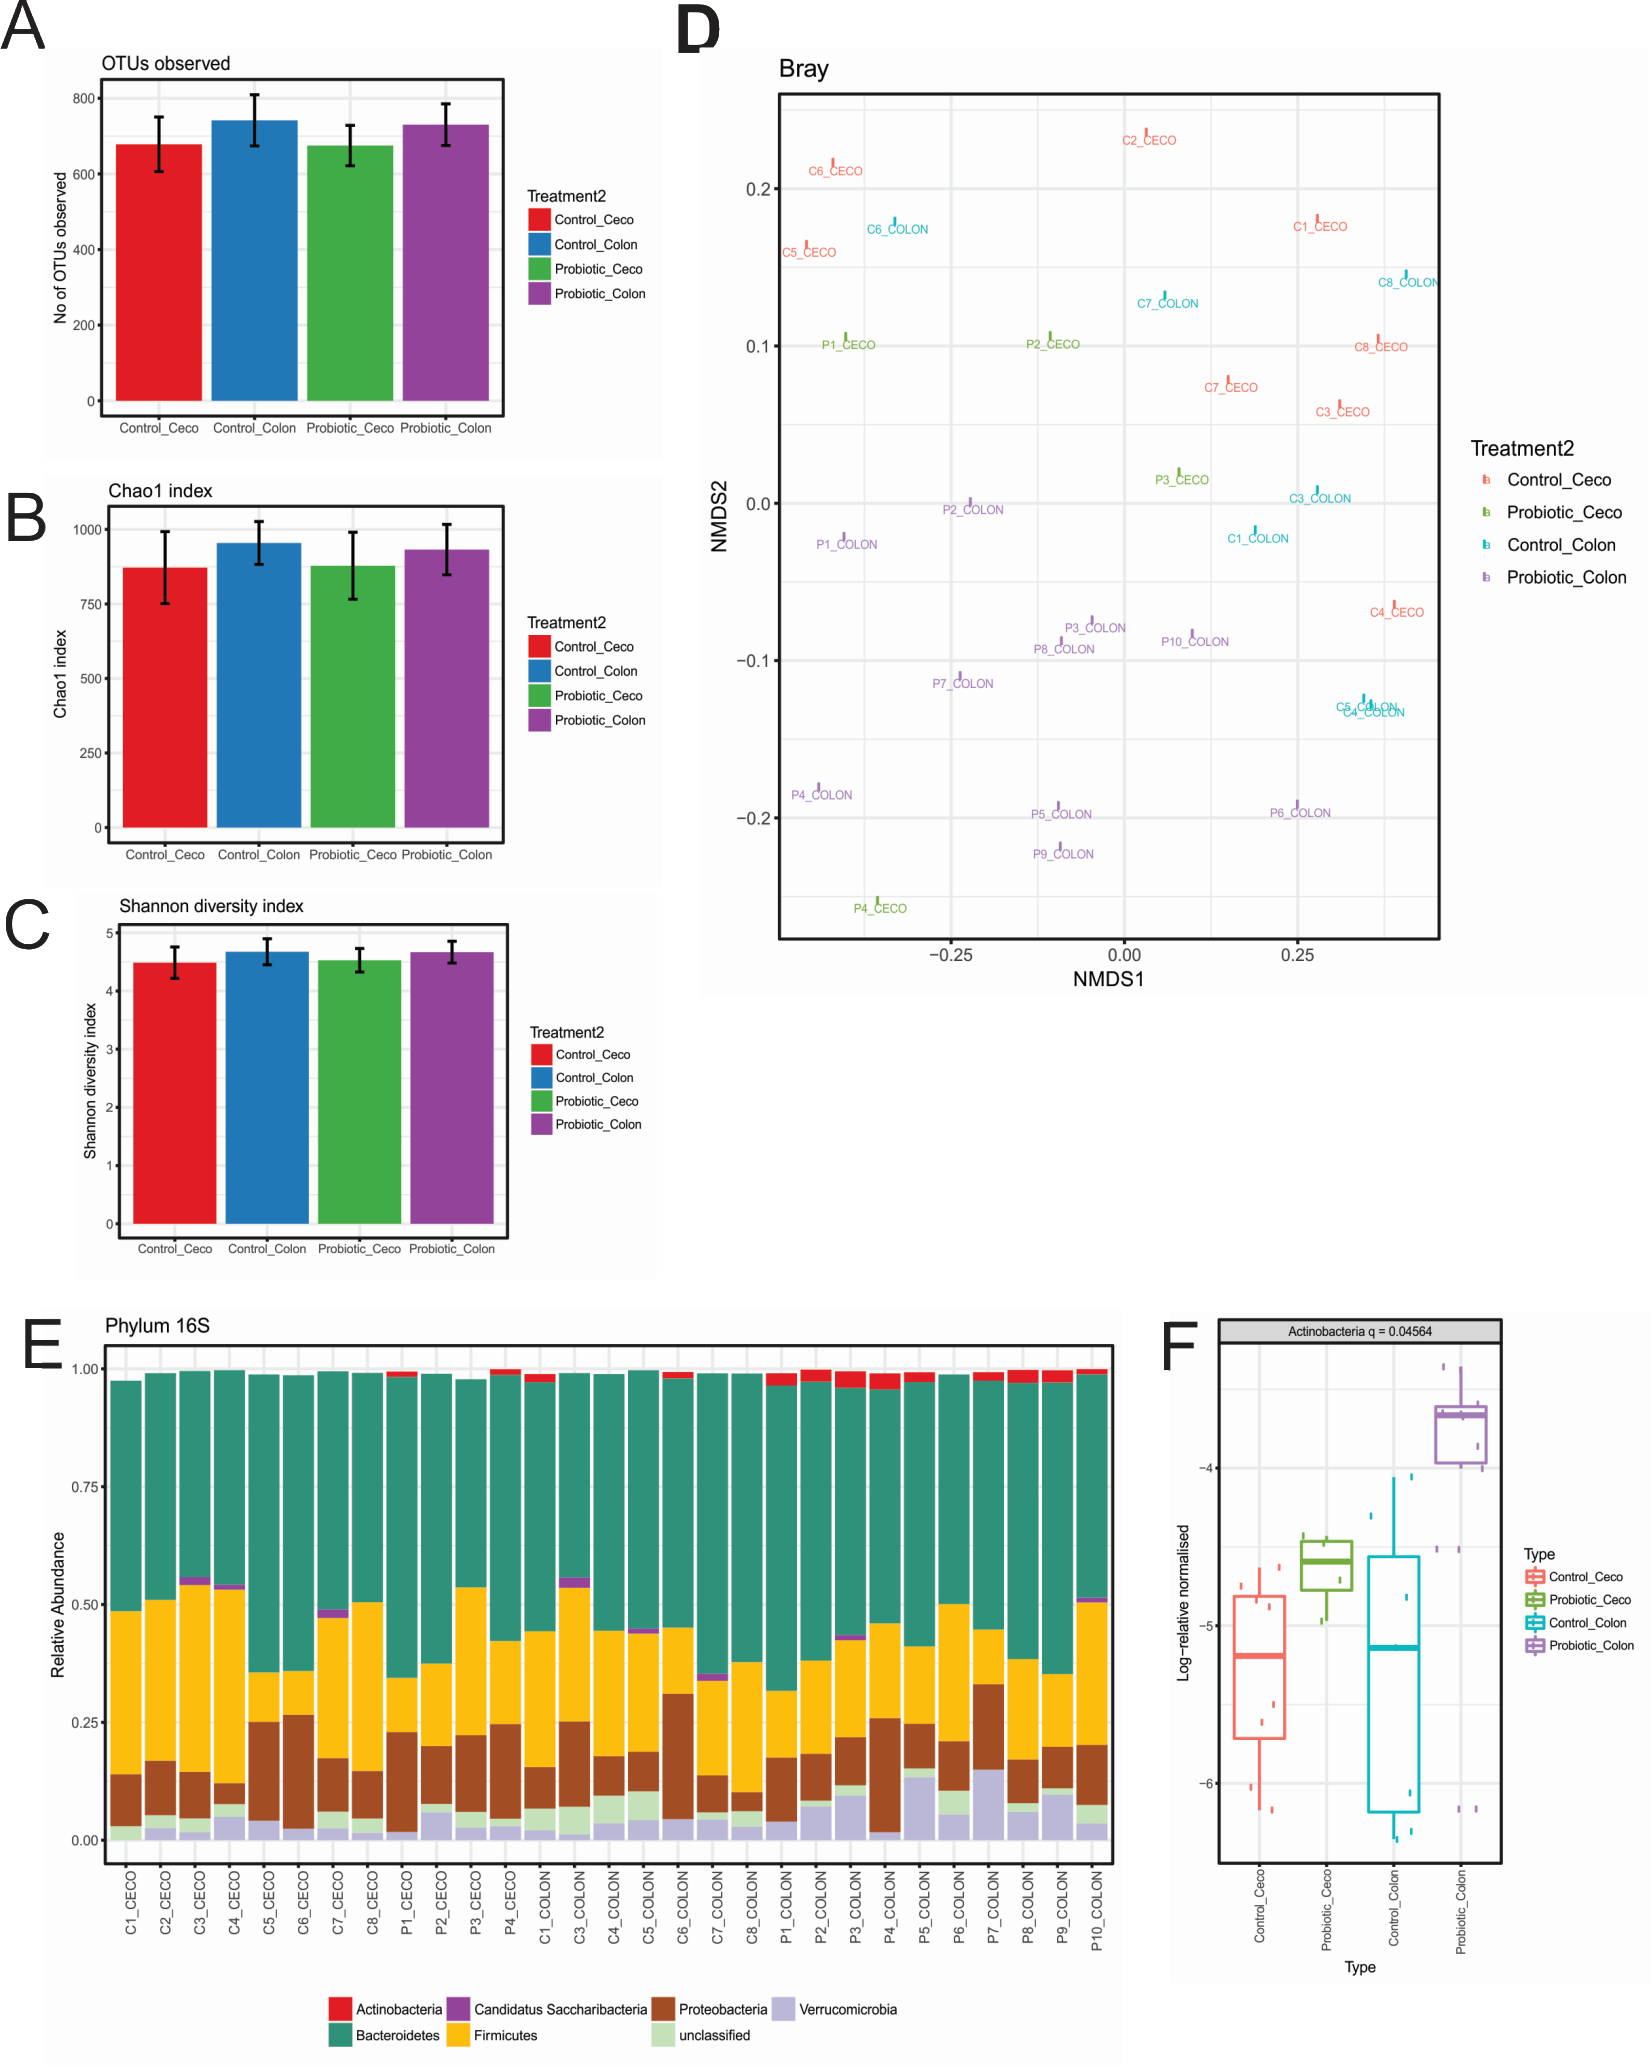 A
OTUs observed
No of OTUs observed
800
600
400
200
0
Control_Ceco Control_Colon Probiotic_Ceco Probiotic_Colon
Treatment2
Control_Ceco
Control_Colon
Probiotic_Ceco
Probiotic_Colon
B
Chao1 index
Chao1 index
1000
750
500
250
0
Control_Ceco Control_Colon Probiotic_Ceco Probiotic_Colon
Treatment2
Control_Ceco
Control_Colon
Probiotic_Ceco
Probiotic_Colon
C
Shannon diversity index
Shannon diversity index
5
4
3
2
1
0
Control_Ceco Control_Colon Probiotic_Ceco Probiotic_Colon
Treatment2
Control_Ceco
Control_Colon
Probiotic_Ceco
Probiotic_Colon
D
Bray
NMDS2
0.2
0.1
0.0
−0.1
−0.2
C2_CECO
C6_CECO
C6_COLON
C1_CECO
C5_CECO
C8_COLON
C7_COLON
P1_CECO
P2_CECO
C8_CECO
C7_CECO
C3_CECO
P3_CECO
C3_COLON
P2_COLON
C1_COLON
P1_COLON
C4_CECO
P3_COLON
P10_COLON
P8_COLON
P7_COLON
C5_COLON
C4_COLON
P4_COLON
P5_COLON
P6_COLON
P9_COLON
P4_CECO
−0.25 0.00 0.25
NMDS1
Treatment2
Control_Ceco
Probiotic_Ceco
Control_Colon
Probiotic_Colon
E
Phylum 16S
Relative Abundance
1.00
0.75
0.50
0.25
0.00
C1_CECO
C2_CECO
C3_CECO
C4_CECO
C5_CECO
C6_CECO
C7_CECO
C8_CECO
P1_CECO
P2_CECO
P3_CECO
P4_CECO
C1_COLON
C3_COLON
C4_COLON
C5_COLON
C6_COLON
C7_COLON
C8_COLON
P1_COLON
P2_COLON
P3_COLON
P4_COLON
P5_COLON
P6_COLON
P7_COLON
P8_COLON
P9_COLON
P10_COLON
Actinobacteria Candidatus Saccharibacteria Proteobacteria Verrucomicrobia
Bacteroidetes Firmicutes unclassified
F
Actinobacteria q = 0.04564
Log−relative normalised
−4
−5
−6
Control_Ceco
Probiotic_Ceco
Control_Colon
Probiotic_Colon
Type
Type
Control_Ceco
Probiotic_Ceco
Control_Colon
Probiotic_Colon